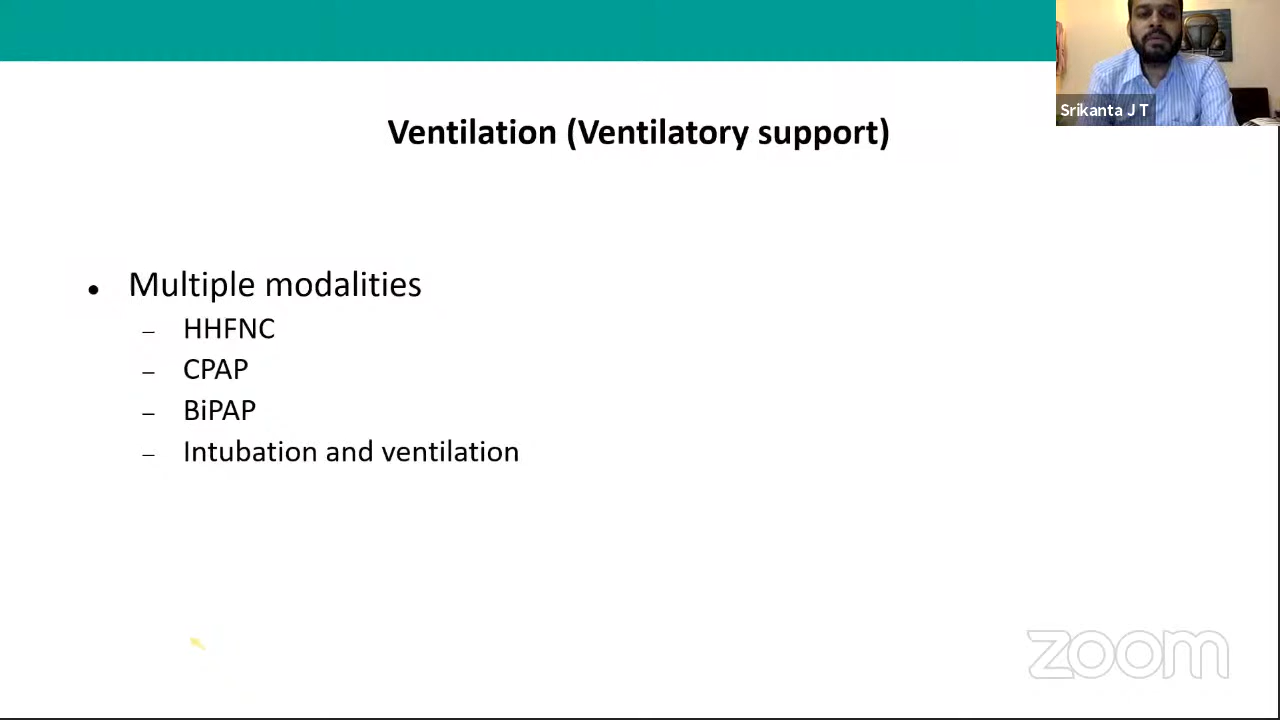 Srikanta J T
Ventilation (Ventilatory support)
● Multiple modalities
– HHFNC
– CPAP
– BiPAP
– Intubation and ventilation
zoom